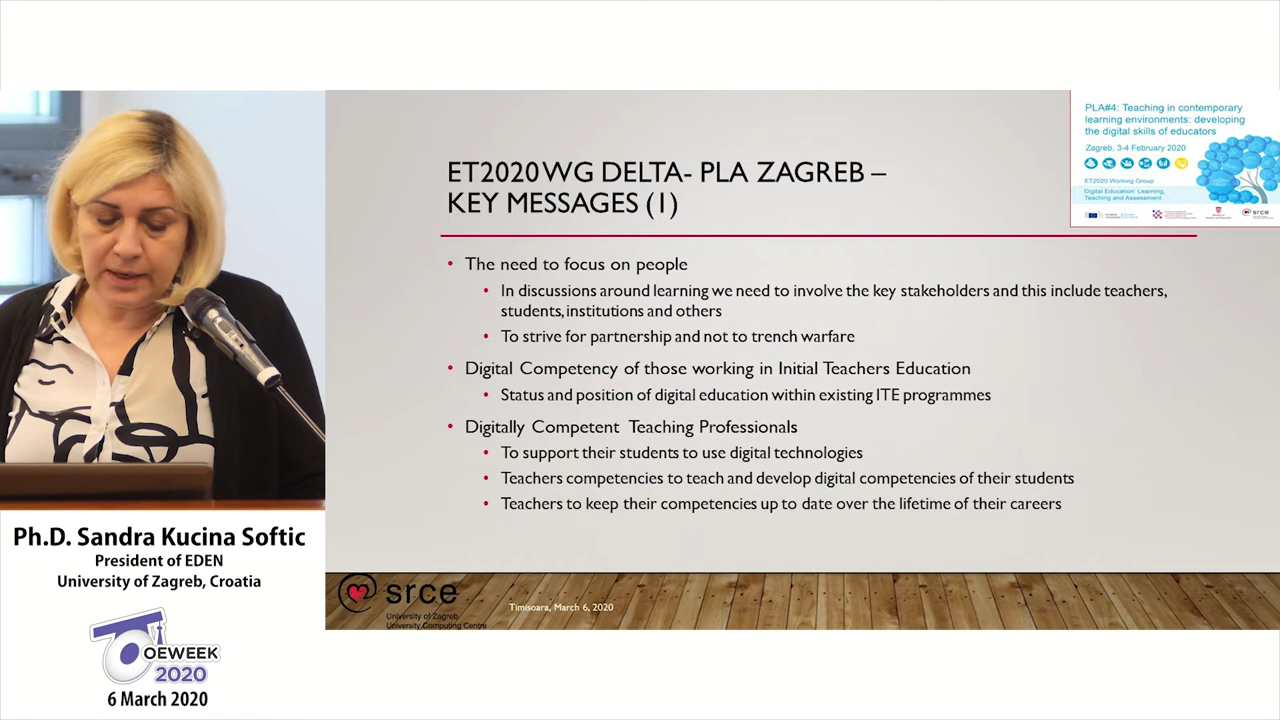 PLA#4: Teaching in contemporary
learning environments: developing
the digital skills of educators
Zagreb, 3-4 February 2020
ET2020 Working Group
Digital Education: Learning,
Teaching and Assessment
srce
ET2020 WG DELTA- PLA ZAGREB –
KEY MESSAGES (1)
• The need to focus on people
• In discussions around learning we need to involve the key stakeholders and this include teachers,
students, institutions and others
• To strive for partnership and not to trench warfare
• Digital Competency of those working in Initial Teachers Education
• Status and position of digital education within existing ITE programmes
• Digitally Competent Teaching Professionals
• To support their students to use digital technologies
• Teachers competencies to teach and develop digital competencies of their students
• Teachers to keep their competencies up to date over the lifetime of their careers
srce
University of Zagreb
University Computing Centre
Timisoara, March 6, 2020
Ph.D. Sandra Kucina Softic
President of EDEN
University of Zagreb, Croatia
OEWEEK
2020
6 March 2020